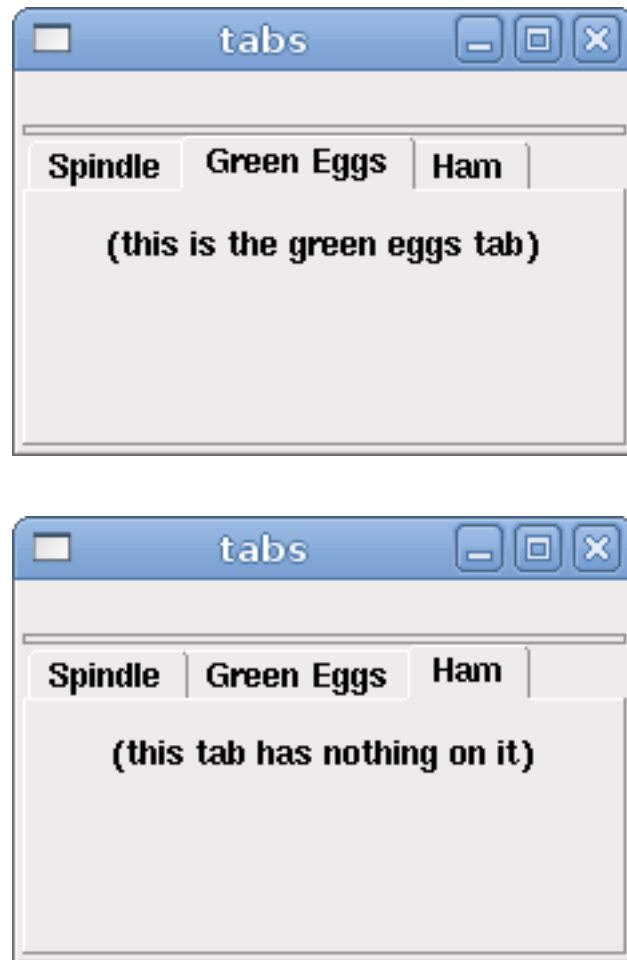 tabs
Spindle Green Eggs Ham
(this is the green eggs tab)
tabs
Spindle Green Eggs Ham
(this tab has nothing on it)